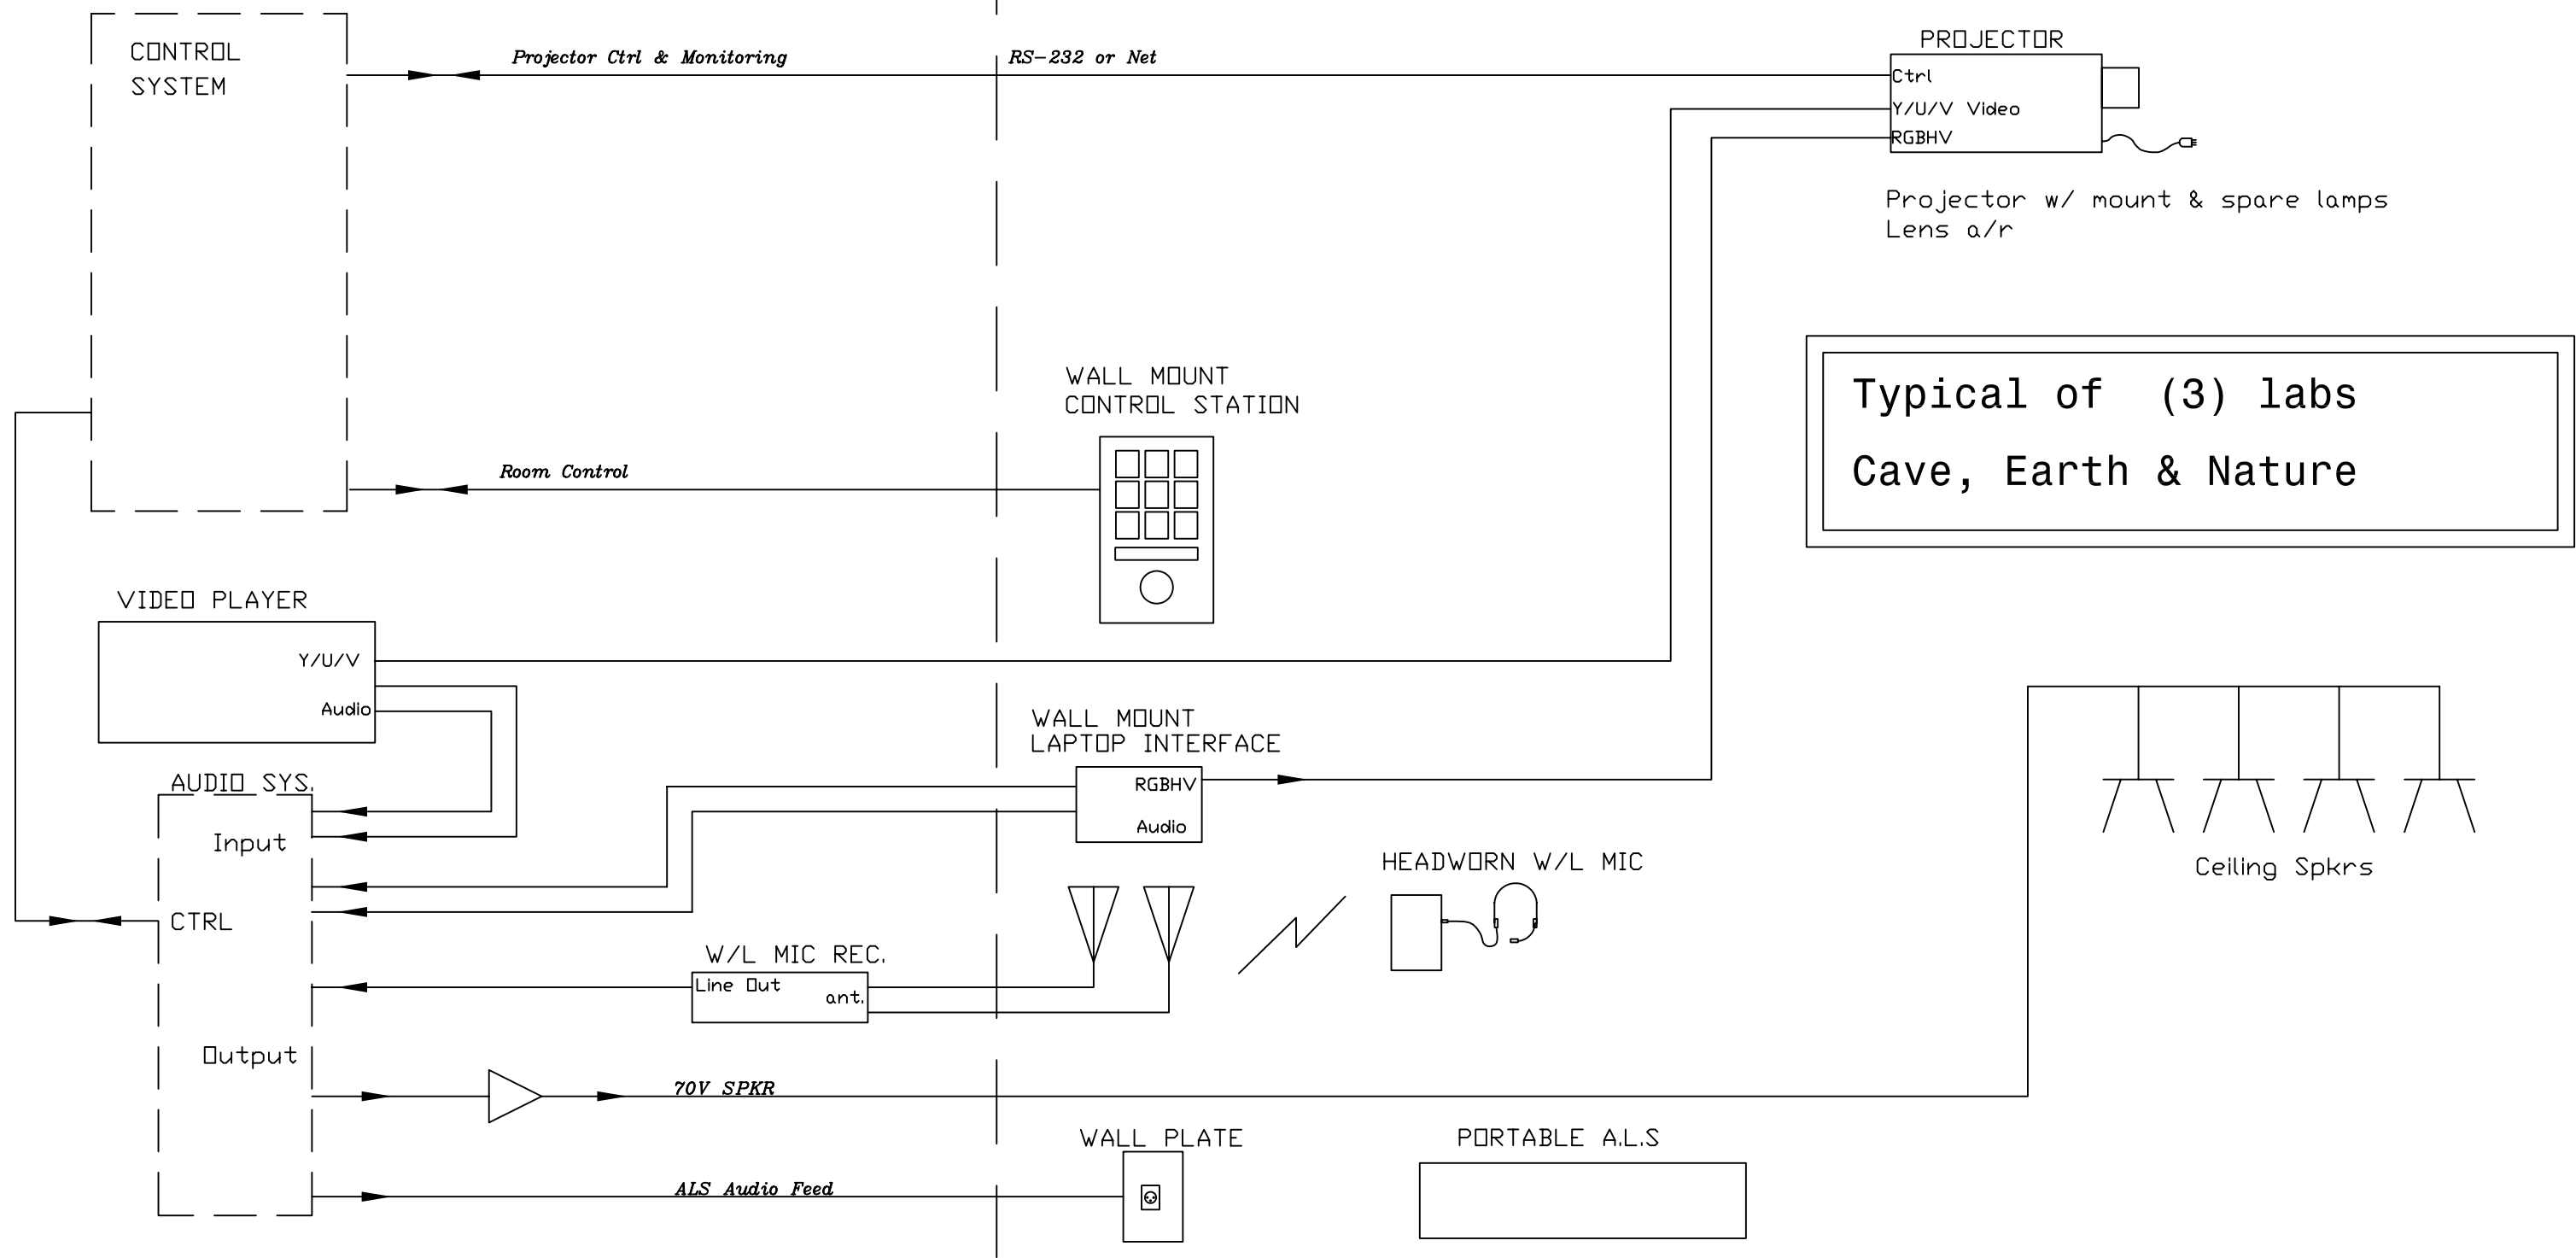 CONTROL
SYSTEM
Projector Ctrl & Monitoring
RS-232 or Net
PROJECTOR
Ctrl
Y/U/V Video
RGBHV
Projector w/ mount & spare lamps
Lens a/r
WALL MOUNT
CONTROL STATION
Typical of (3) labs
Cave, Earth & Nature
Room Control
VIDEO PLAYER
Y/U/V
Audio
WALL MOUNT
LAPTOP INTERFACE
RGBHV
Audio
AUDIO SYS.
Input
CTRL
Output
HEADWORN W/L MIC
Ceiling Spkrs
W/L MIC REC.
Line Out
ant.
70V SPKR
WALL PLATE
PORTABLE A.L.S
ALS Audio Feed